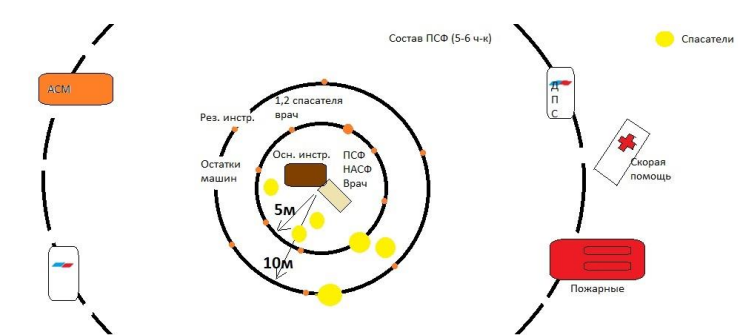 Состав ПСФ (5-6 ч-к)
Спасатели
АСМ
Д
П
С
1,2 спасателя
врач
Рез. инстр.
Остатки
машин
Осн. инстр.
ПСФ
НАСФ
Врач
Скорая
помощь
5м
10м
Пожарные